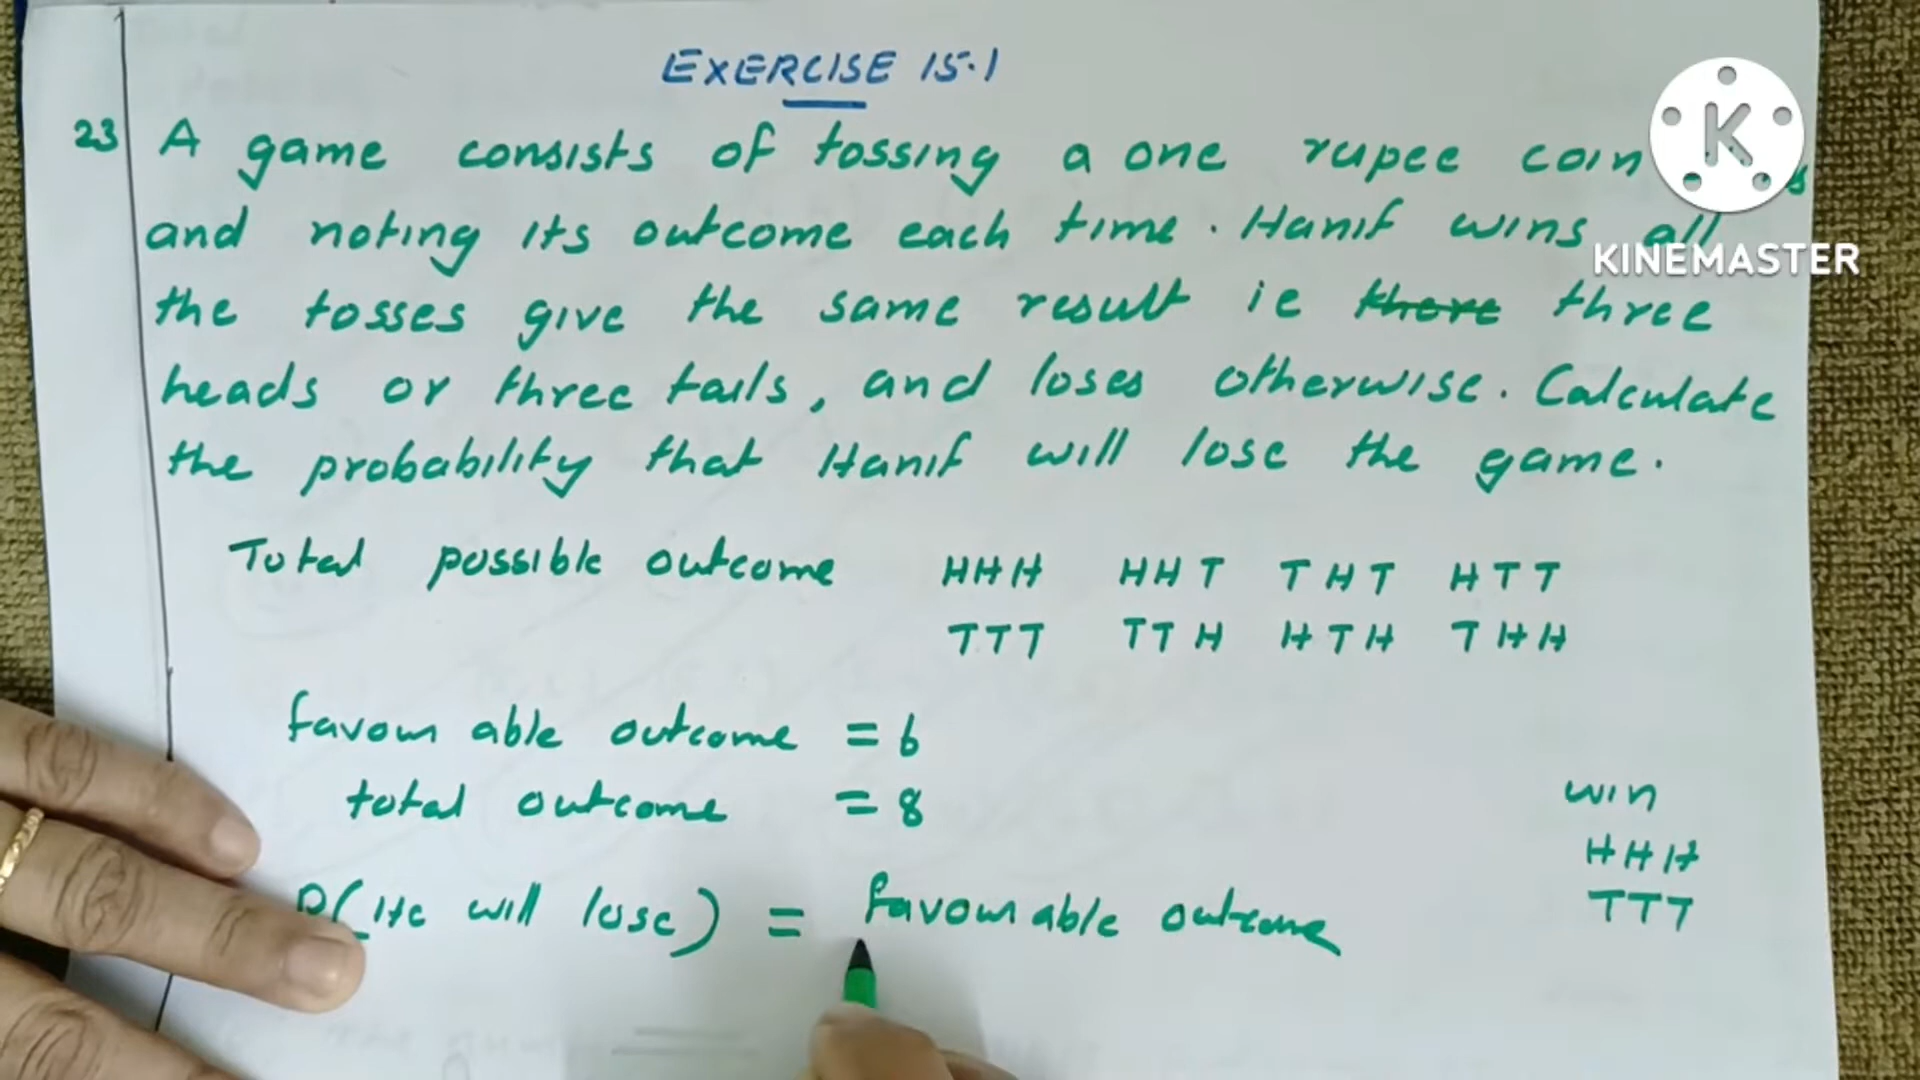 EXERCISE 15.1
23 A game consists of tossing a one rupee coin
and noting its outcome each time. Hanif wins all
the tosses give the same result ie there three
heads or three tails, and loses otherwise. Calculate
the probability that Hanif will lose the game.
Total possible outcome HHH HHT THT HTT
TTT TTH HTH THH
favourable outcome = 6
total outcome = 8
P(He will lose) = favourable outcome
win
HHH
TTT
K
KINEMASTER